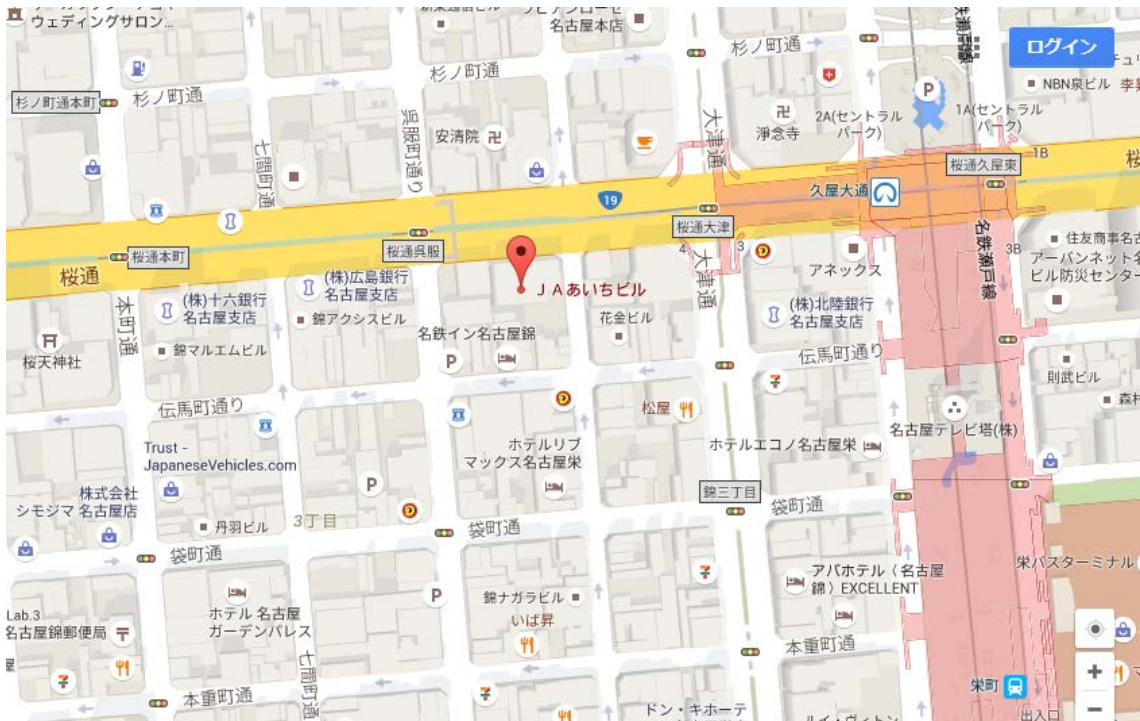 ウェディングサロン...
名古屋本店
杉ノ町通
ログイン
杉ノ町通本町
杉ノ町通
杉ノ町通
大津通
2A(セントラル
パーク)
1A(セントラル
パーク)
NBN泉ビル
P
安清院
浄念寺
七間町通
呉服町通り
1B
桜通久屋東
久屋大通
19
桜通大津
桜通呉服
桜通本町
桜通
4
3
大津通
名鉄瀬戸線
3B
住友商事名古
アーバンネット名
ビル防災センター
アネックス
(株)広島銀行
名古屋支店
(株)十六銀行
名古屋支店
錦アクシスビル
JAあいちビル
(株)北陸銀行
名古屋支店
本町通
花金ビル
名鉄イン名古屋錦
P
錦マルエムビル
桜天神社
伝馬町通り
則武ビル
伝馬町通り
松屋
森村
名古屋テレビ塔(株)
ホテルリブ
マックス名古屋栄
ホテルエコノ名古屋栄
Trust -
JapaneseVehicles.com
P
株式会社
シモジマ 名古屋店
錦三丁目
袋町通
3丁目
丹羽ビル
袋町通
袋町通
栄バスターミナル
アパホテル〈名古屋
錦〉EXCELLENT
P
錦ナガラビル
いば昇
ホテル 名古屋
ガーデンパレス
Lab.3
名古屋錦郵便局
本重町通
七間町通
本重町通
栄町
ドン・キホーテ
ルイ・ヴィトン
出入口
+
−